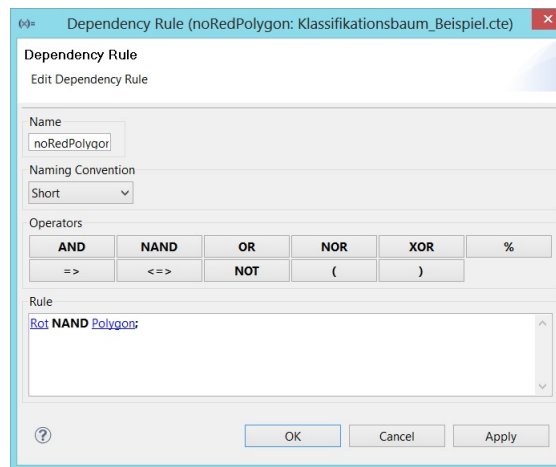 (x)= Dependency Rule (noRedPolygon: Klassifikationsbaum_Beispiel.cte) x
Dependency Rule
Edit Dependency Rule
Name
noRedPolygor
Naming Convention
Short
Operators
AND NAND OR NOR XOR %
=> <=> NOT ( )
Rule
Rot NAND Polygon;
? OK Cancel Apply